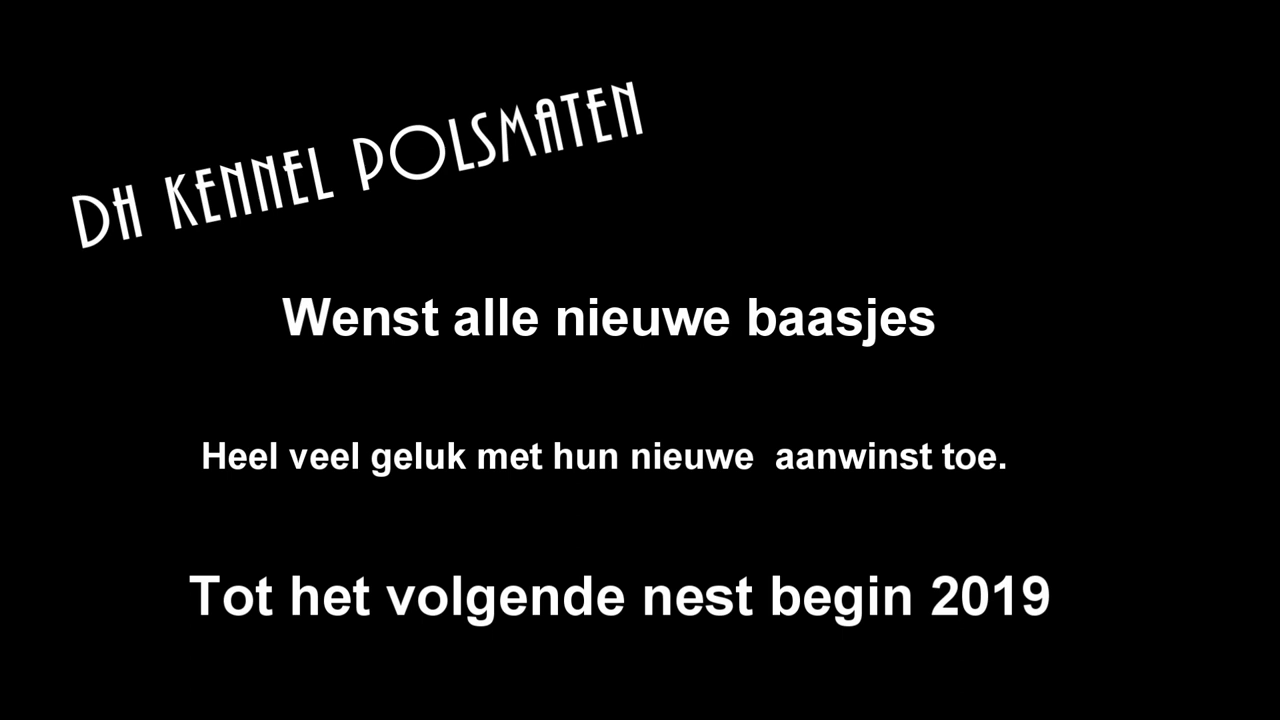 DH KENNEL POLSMATEN
Wenst alle nieuwe baasjes
Heel veel geluk met hun nieuwe  aanwinst toe.
Tot het volgende nest begin 2019